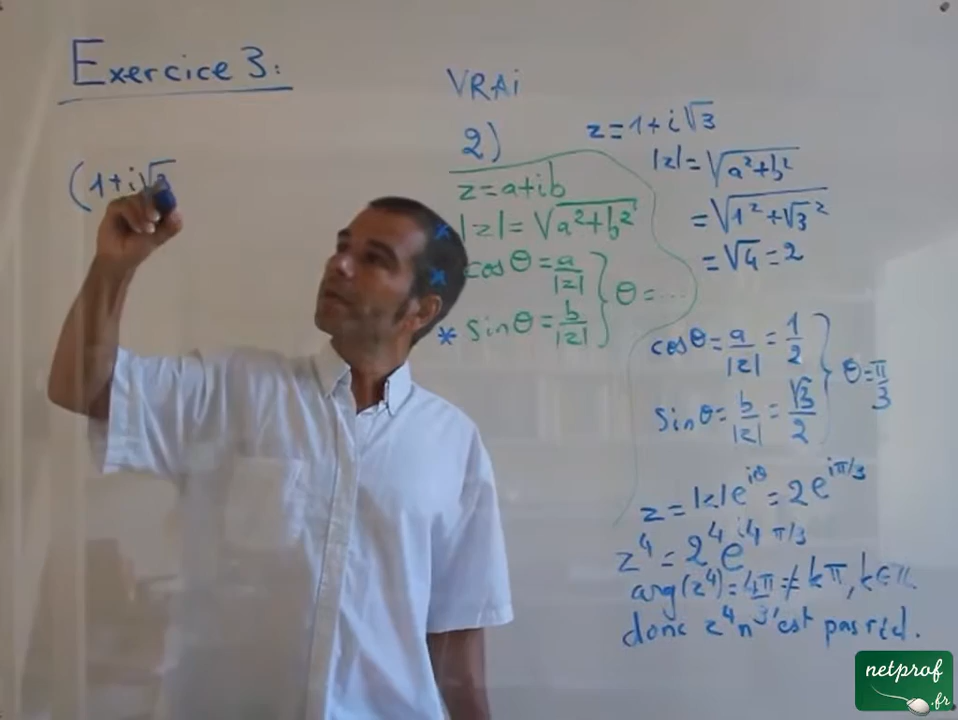 Exercice 3:
(1+i√3
VRAi
2)
z=a+ib
* |z|=√a²+b²
* cosθ=a/|z|
* sinθ=b/|z| } θ=...
z=1+i√3
|z|=√a²+b²
=√1²+√3²
=√4=2
cosθ=a/|z|=1/2
sinθ=b/|z|=√3/2 } θ=π/3
z=|z|e^iθ=2e^iπ/3
z⁴=2⁴e^i4π/3
arg(z⁴)=4π/3≠kπ, k∈ℤ.
donc z⁴ n'est pas réel.
netprof
.fr